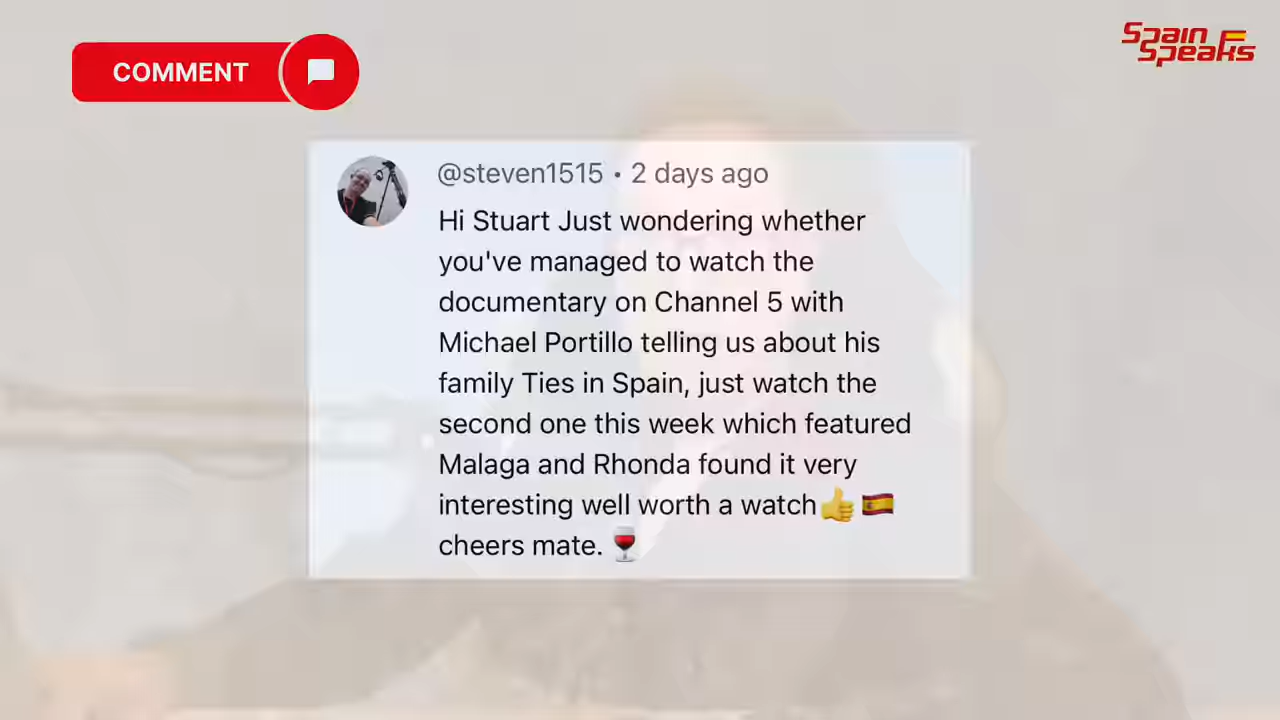 COMMENT
Spain
Speaks
@steven1515 • 2 days ago
Hi Stuart Just wondering whether
you've managed to watch the
documentary on Channel 5 with
Michael Portillo telling us about his
family Ties in Spain, just watch the
second one this week which featured
Malaga and Rhonda found it very
interesting well worth a watch👍🇪🇸
cheers mate. 🍷